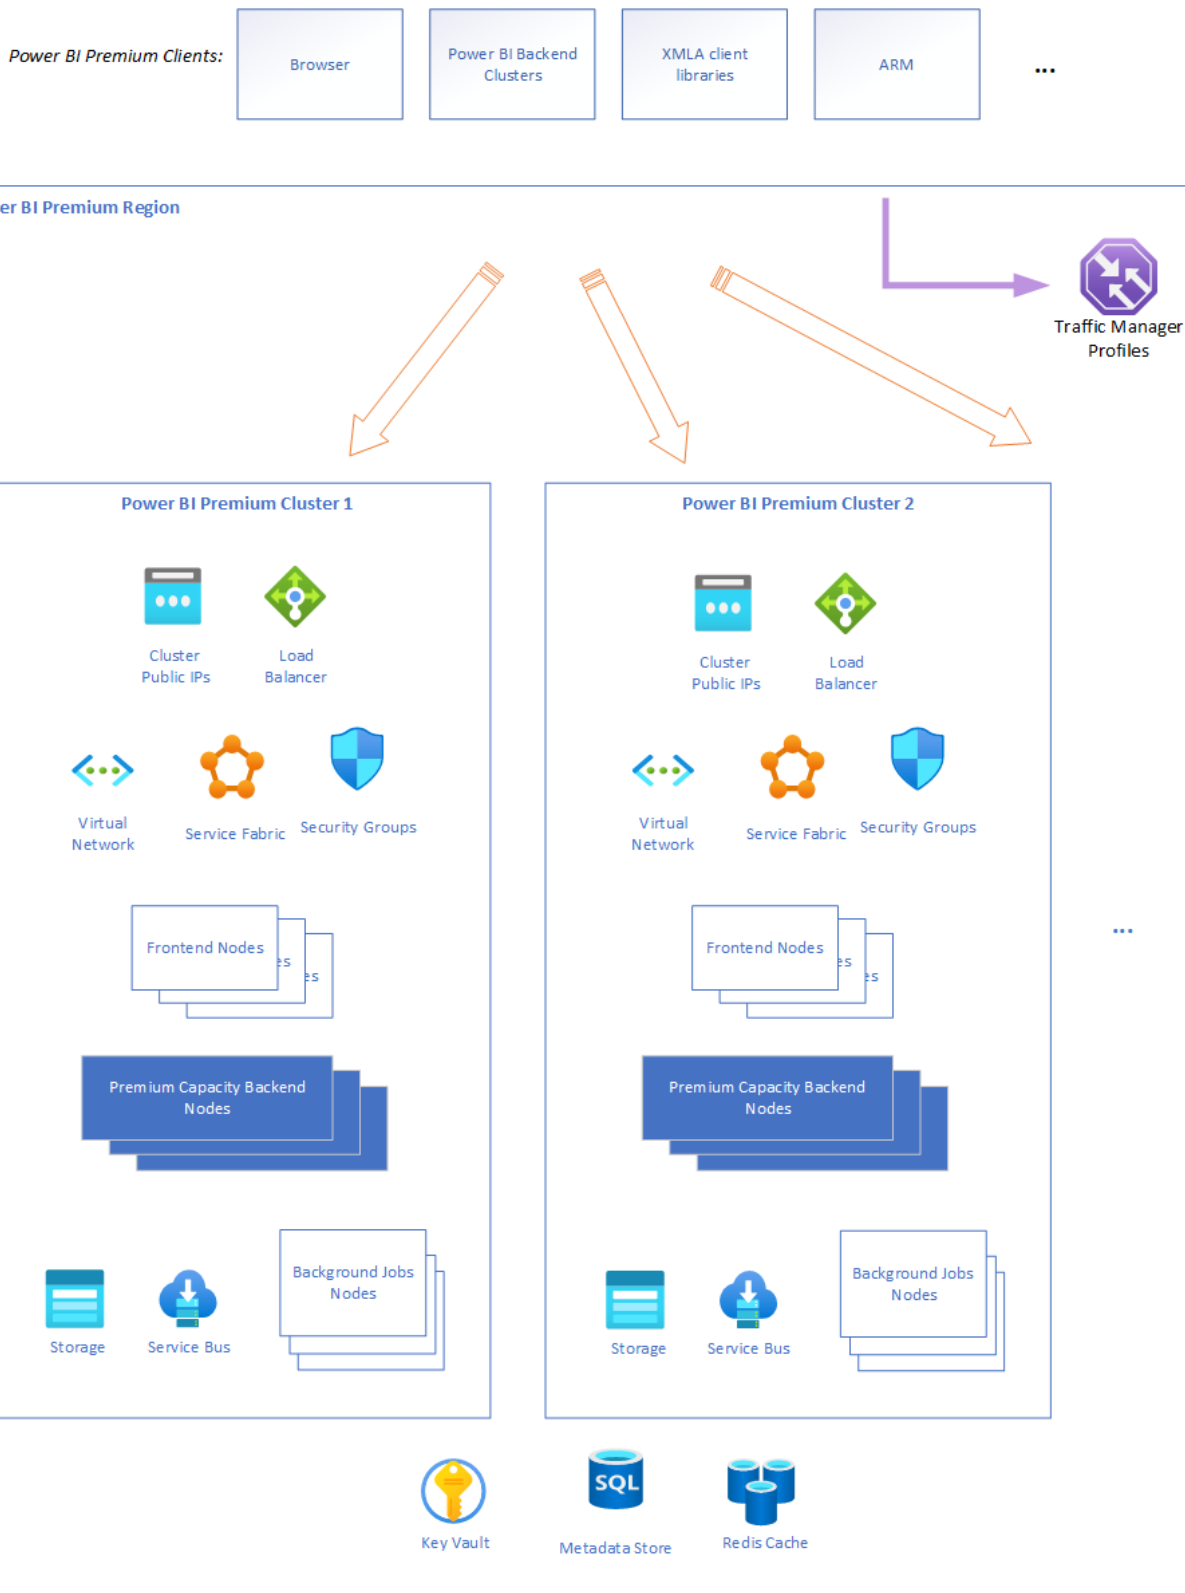 Power BI Premium Clients:
Browser
Power BI Backend
Clusters
XMLA client
libraries
ARM
...
er BI Premium Region
Traffic Manager
Profiles
Power BI Premium Cluster 1
Cluster
Public IPs
Load
Balancer
Virtual
Network
Service Fabric
Security Groups
Frontend Nodes
es
es
Premium Capacity Backend
Nodes
Storage
Service Bus
Background Jobs
Nodes
Power BI Premium Cluster 2
Cluster
Public IPs
Load
Balancer
Virtual
Network
Service Fabric
Security Groups
Frontend Nodes
es
es
Premium Capacity Backend
Nodes
Storage
Service Bus
Background Jobs
Nodes
...
Key Vault
SQL
Metadata Store
Redis Cache